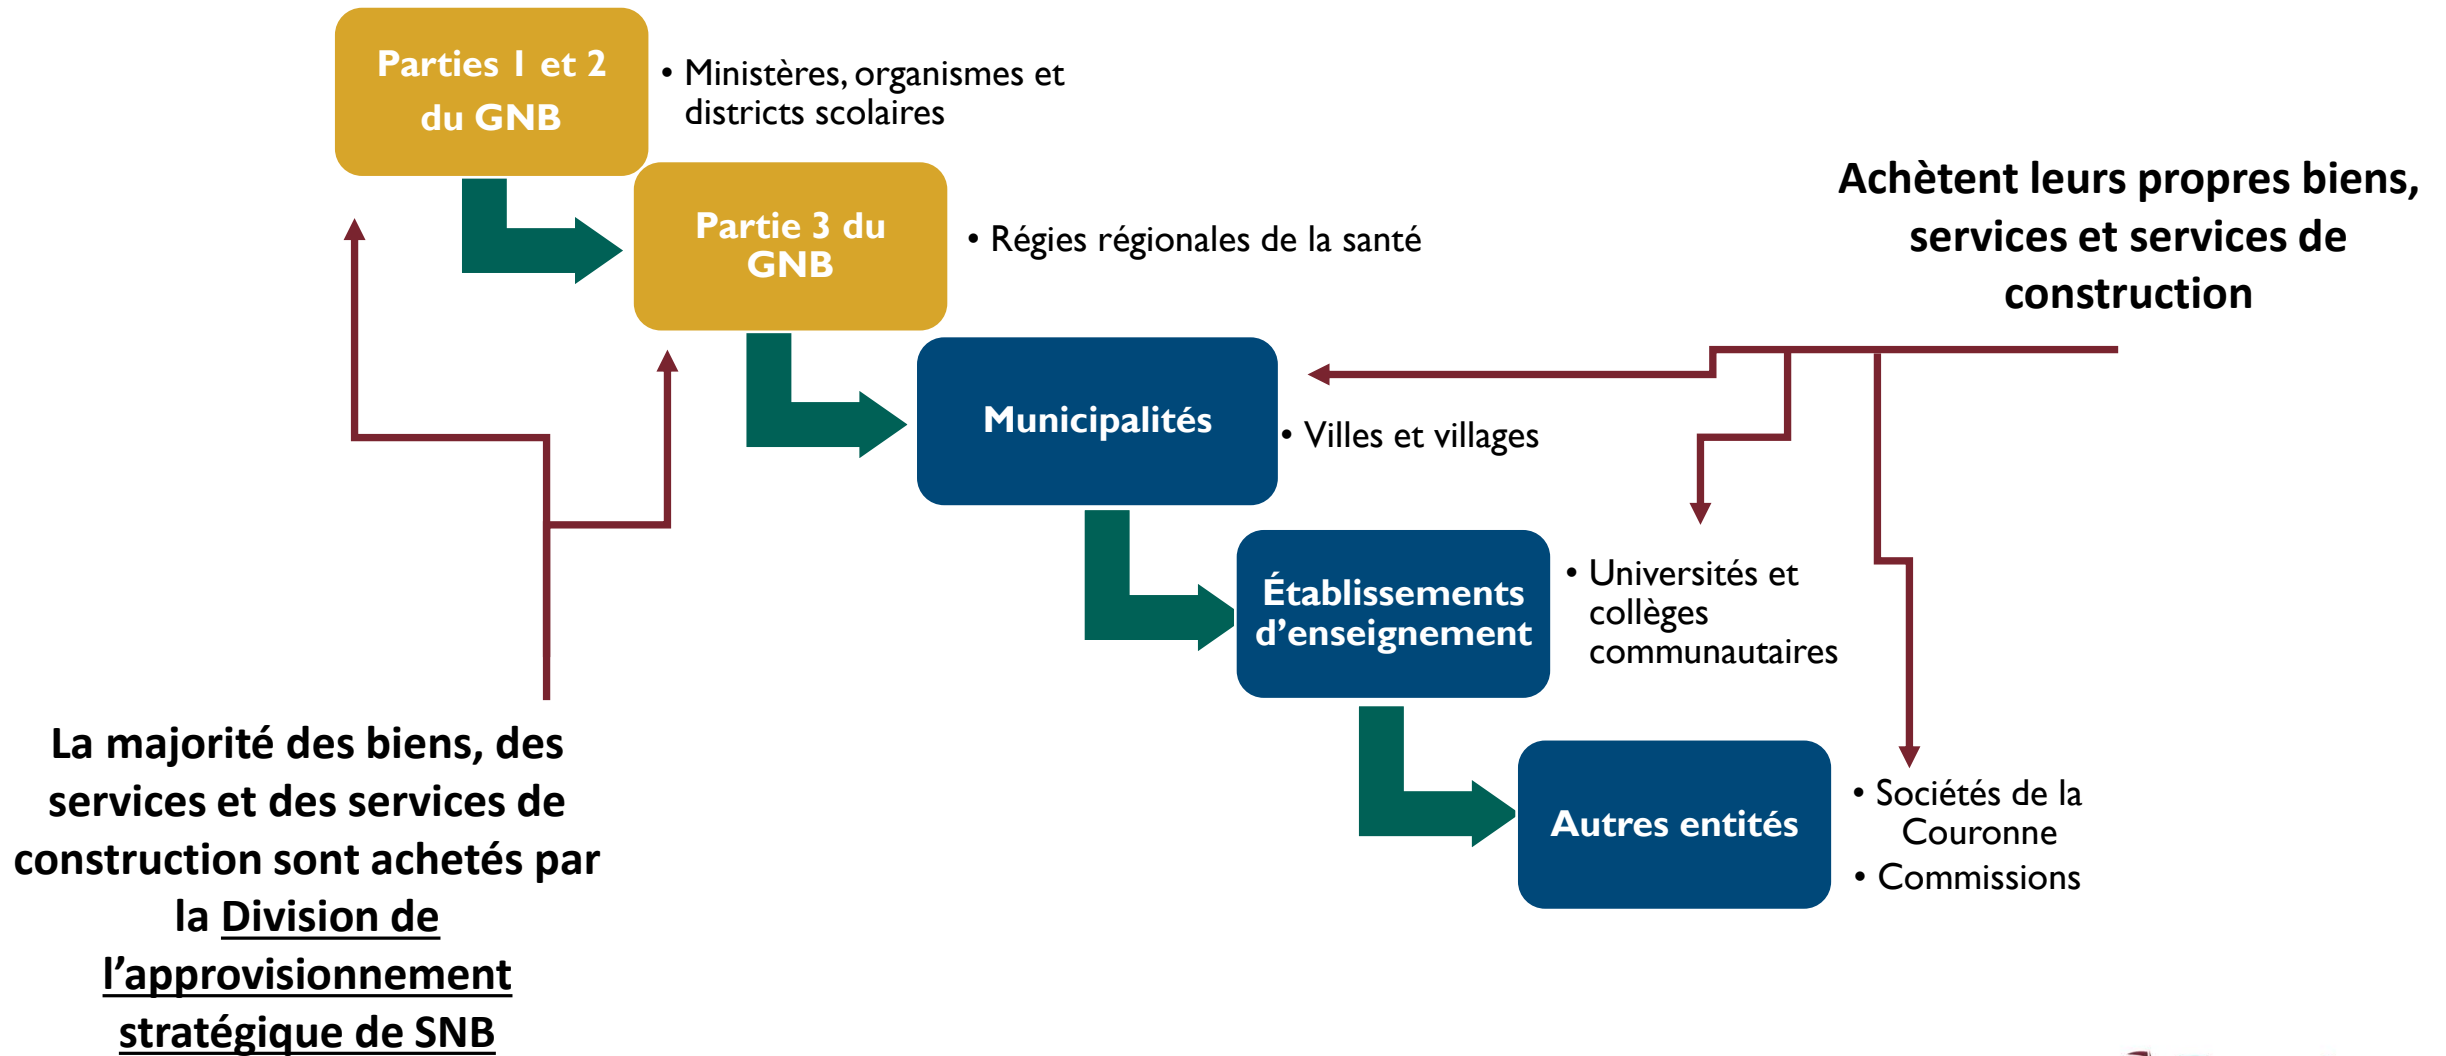 Parties 1 et 2
du GNB
• Ministères, organismes et
districts scolaires
Partie 3 du
GNB
• Régies régionales de la santé
Achètent leurs propres biens,
services et services de
construction
Municipalités
• Villes et villages
Établissements
d’enseignement
• Universités et
collèges
communautaires
Autres entités
• Sociétés de la
Couronne
• Commissions
La majorité des biens, des
services et des services de
construction sont achetés par
la Division de
l’approvisionnement
stratégique de SNB